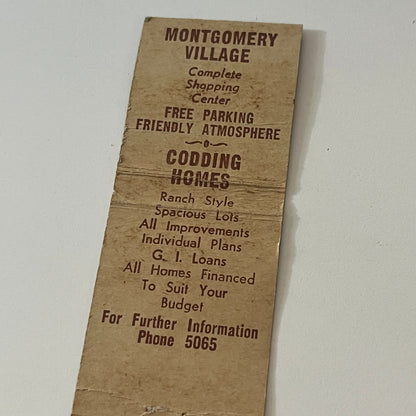 MONTGOMERY
VILLAGE
Complete
Shopping
Center
FREE PARKING
FRIENDLY ATMOSPHERE
CODDING
HOMES
Ranch Style
Spacious Lots
All Improvements
Individual Plans
G. I. Loans
All Homes Financed
To Suit Your
Budget
For Further Information
Phone 5065